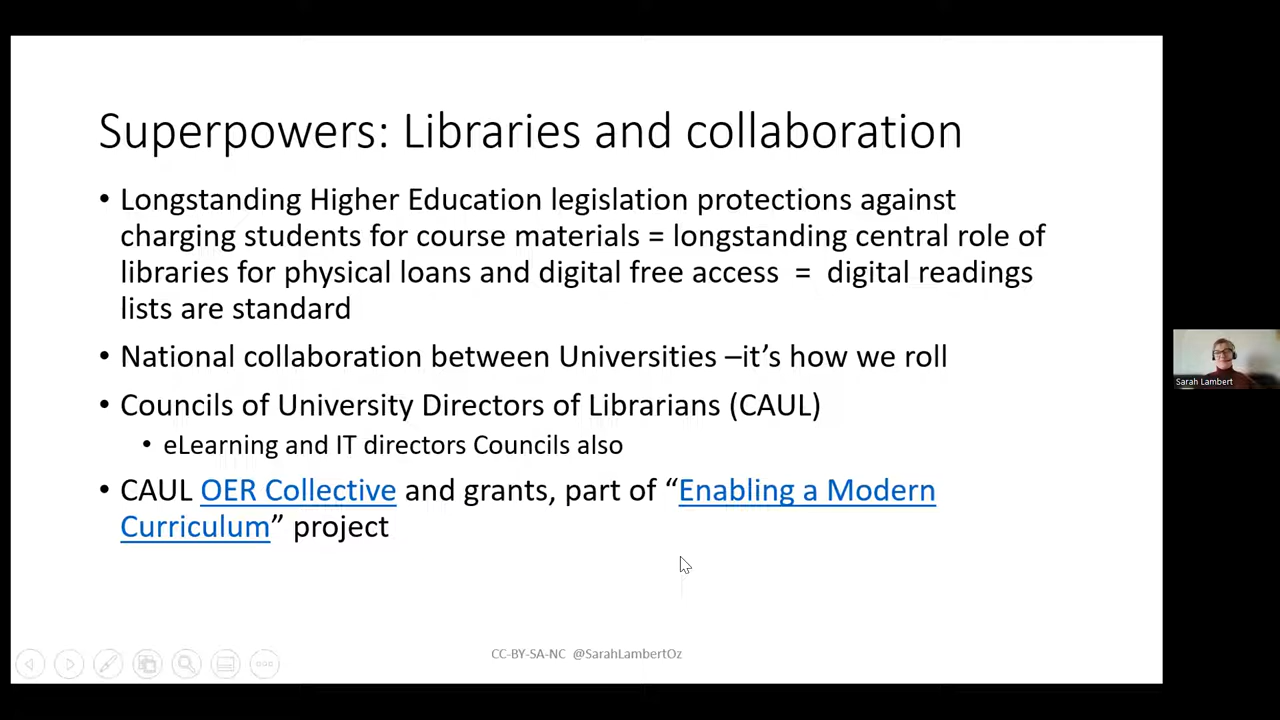 Superpowers: Libraries and collaboration
• Longstanding Higher Education legislation protections against
charging students for course materials = longstanding central role of
libraries for physical loans and digital free access = digital readings
lists are standard
• National collaboration between Universities –it’s how we roll
• Councils of University Directors of Librarians (CAUL)
• eLearning and IT directors Councils also
• CAUL OER Collective and grants, part of “Enabling a Modern
Curriculum” project
CC-BY-SA-NC @SarahLambertOz
Sarah Lambert